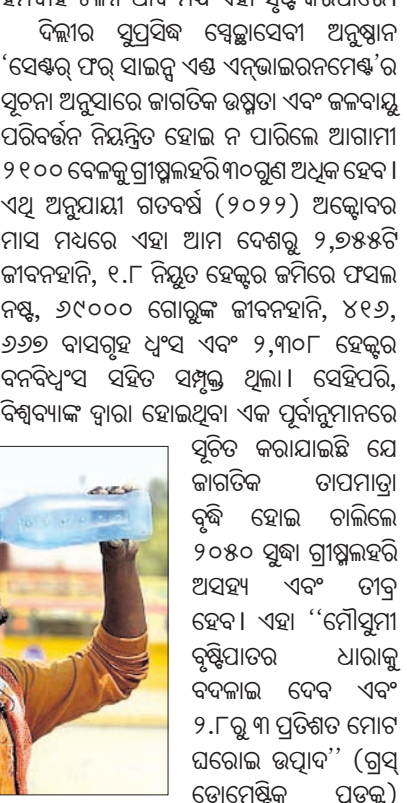 ଦିଲ୍ଲୀର ସୁପ୍ରସିଦ୍ଧ ସ୍ୱେଚ୍ଛାସେବୀ ଅନୁଷ୍ଠାନ
‘ସେଣ୍ଟର୍ ଫର୍ ସାଇନ୍ସ ଏଣ୍ଡ ଏନ୍‌ଭାଇରନମେଣ୍ଟ’ର
ସୂଚନା ଅନୁସାରେ ଜାଗତିକ ଉଷ୍ମତା ଏବଂ ଜଳବାୟୁ
ପରିବର୍ତ୍ତନ ନିୟନ୍ତ୍ରିତ ହୋଇ ନ ପାରିଲେ ଆଗାମୀ
୨୧୦୦ ବେଳକୁ ଗ୍ରୀଷ୍ମଲହରି ୩୦ଗୁଣ ଅଧିକ ହେବ।
ଏଥି ଅନୁଯାୟୀ ଗତବର୍ଷ (୨୦୨୨) ଅକ୍ଟୋବର
ମାସ ମଧ୍ୟରେ ଏହା ଆମ ଦେଶରୁ ୨,୭୫୫ଟି
ଜୀବନହାନି, ୧.୮ ନିୟୁତ ହେକ୍ଟର ଜମିରେ ଫସଲ
ନଷ୍ଟ, ୬୯୦୦୦ ଗୋରୁଙ୍କ ଜୀବନହାନି, ୪୧୬,
୬୬୭ ବାସଗୃହ ଧ୍ୱଂସ ଏବଂ ୨,୩୦୮ ହେକ୍ଟର
ବନବିଧ୍ୱଂସ ସହିତ ସମ୍ପୃକ୍ତ ଥିଲା। ସେହିପରି,
ବିଶ୍ୱବ୍ୟାଙ୍କ ଦ୍ୱାରା ହୋଇଥିବା ଏକ ପୂର୍ବାନୁମାନରେ
ସୂଚିତ କରାଯାଇଛି ଯେ
ଜାଗତିକ ତାପମାତ୍ରା
ବୃଦ୍ଧି ହୋଇ ଚାଲିଲେ
୨୦୫୦ ସୁଦ୍ଧା ଗ୍ରୀଷ୍ମଲହରି
ଅସହ୍ୟ ଏବଂ ତୀବ୍ର
ହେବ। ଏହା ‘‘ମୌସୁମୀ
ବୃଷ୍ଟିପାତର ଧାରାକୁ
ବଦଳାଇ ଦେବ ଏବଂ
୨.୮ରୁ ୩ ପ୍ରତିଶତ ମୋଟ
ଘରୋଇ ଉତ୍ପାଦ’’ (ଗ୍ରସ୍
ଡୋମେଷ୍ଟିକ ପ୍ରଡକ୍ଟ)